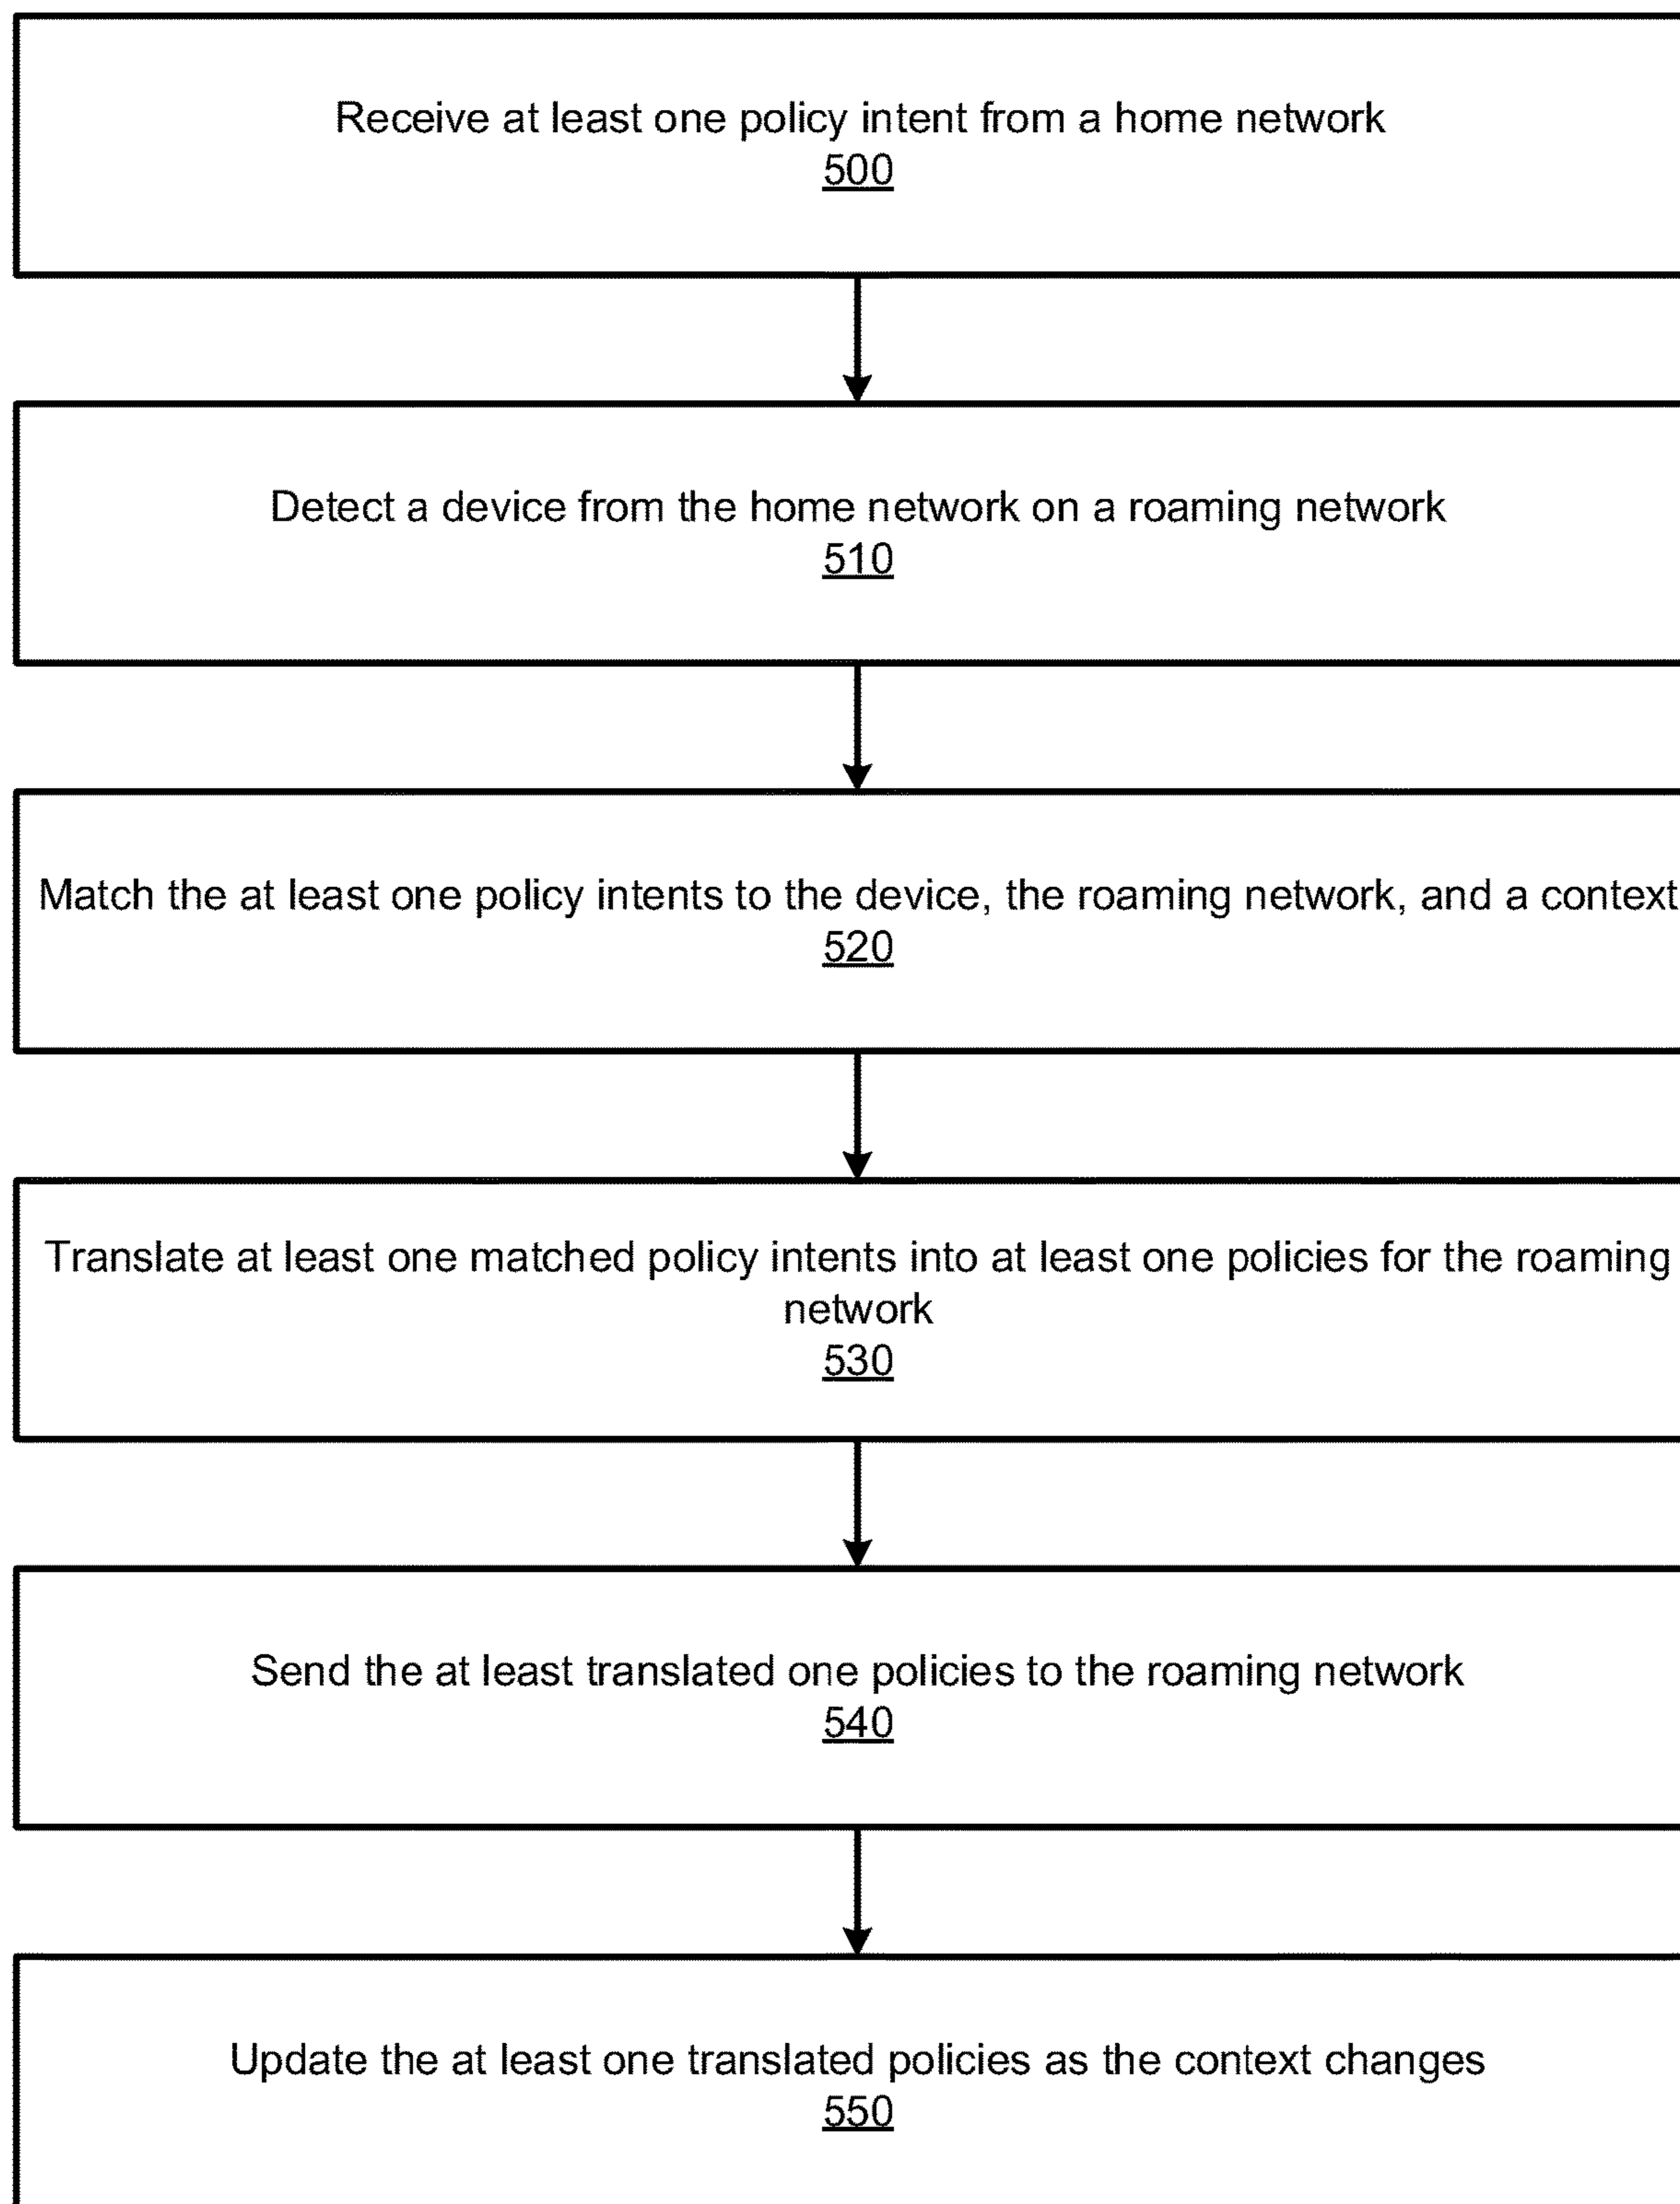 Receive at least one policy intent from a home network
500
Detect a device from the home network on a roaming network
510
Match the at least one policy intents to the device, the roaming network, and a context
520
Translate at least one matched policy intents into at least one policies for the roaming
network
530
Send the at least translated one policies to the roaming network
540
Update the at least one translated policies as the context changes
550